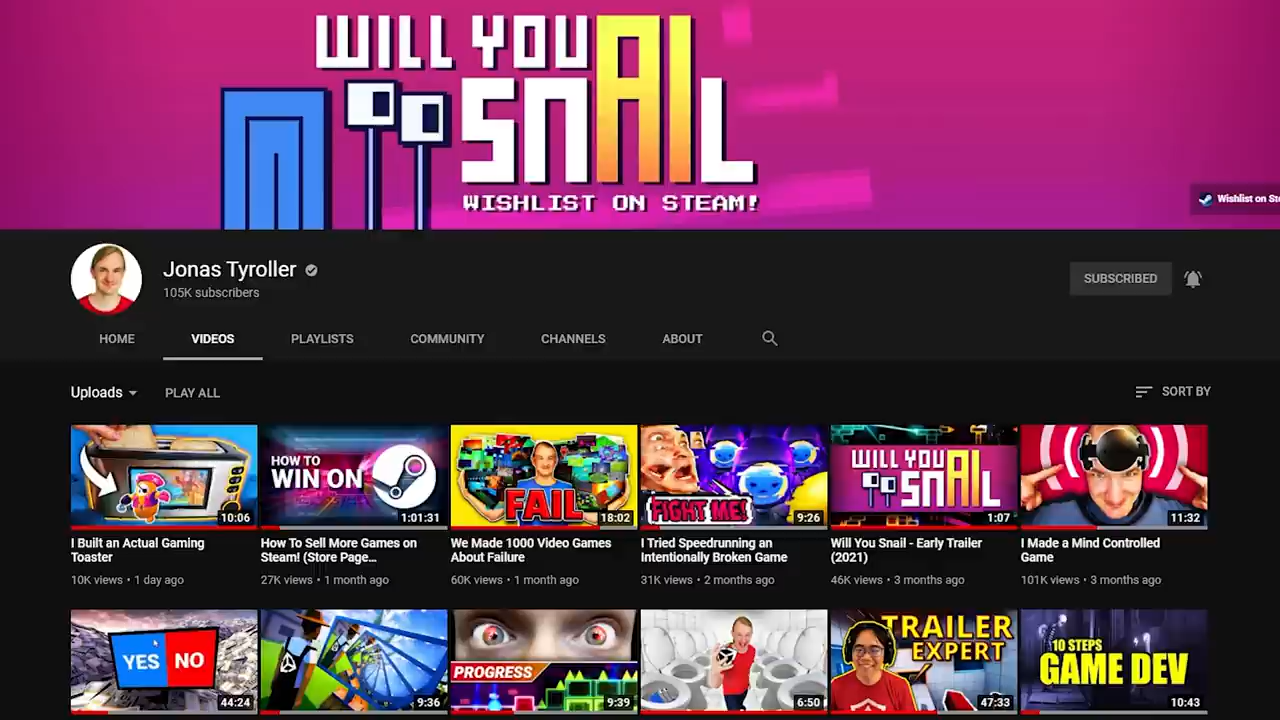 WILL YOU
SNAIL
WISHLIST ON STEAM!
Wishlist on Ste
Jonas Tyroller
105K subscribers
SUBSCRIBED
HOME
VIDEOS
PLAYLISTS
COMMUNITY
CHANNELS
ABOUT
Uploads
PLAY ALL
SORT BY
10:06
HOW TO
WIN ON
1:01:31
FAIL
18:02
FIGHT ME!
9:26
WILL YOU
SNAIL
1:07
11:32
I Built an Actual Gaming
Toaster
10K views • 1 day ago
How To Sell More Games on
Steam! (Store Page...
27K views • 1 month ago
We Made 1000 Video Games
About Failure
60K views • 1 month ago
I Tried Speedrunning an
Intentionally Broken Game
31K views • 2 months ago
Will You Snail - Early Trailer
(2021)
46K views • 3 months ago
I Made a Mind Controlled
Game
101K views • 3 months ago
YES NO
44:24
9:36
PROGRESS
9:39
6:50
TRAILER
EXPERT
47:33
10 STEPS
GAME DEV
10:43